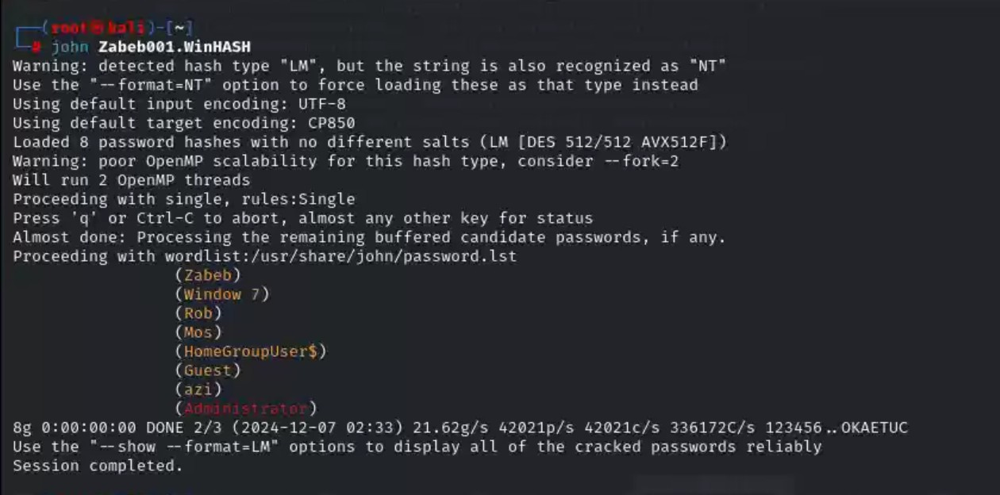 ┌──(root㉿kali)-[~]
└─# john Zabeb001.WinHASH
Warning: detected hash type "LM", but the string is also recognized as "NT"
Use the "--format=NT" option to force loading these as that type instead
Using default input encoding: UTF-8
Using default target encoding: CP850
Loaded 8 password hashes with no different salts (LM [DES 512/512 AVX512F])
Warning: poor OpenMP scalability for this hash type, consider --fork=2
Will run 2 OpenMP threads
Proceeding with single, rules:Single
Press 'q' or Ctrl-C to abort, almost any other key for status
Almost done: Processing the remaining buffered candidate passwords, if any.
Proceeding with wordlist:/usr/share/john/password.lst
(Zabeb)
(Window 7)
(Rob)
(Mos)
(HomeGroupUser$)
(Guest)
(azi)
(Administrator)
8g 0:00:00:00 DONE 2/3 (2024-12-07 02:33) 21.62g/s 42021p/s 42021c/s 336172C/s 123456..OKAETUC
Use the "--show --format=LM" options to display all of the cracked passwords reliably
Session completed.